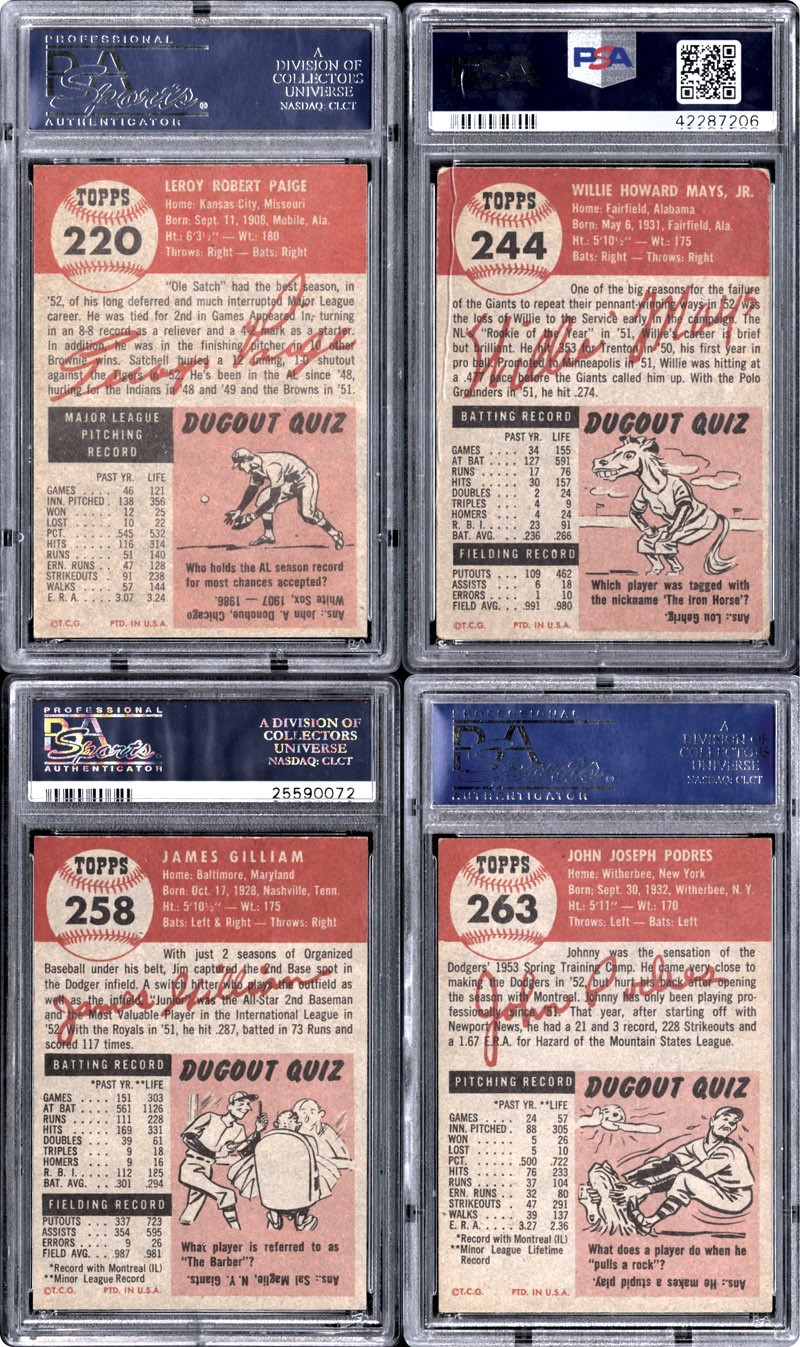 PROFESSIONAL
PSA
Sports®
AUTHENTICATOR
A
DIVISION OF
COLLECTORS
UNIVERSE
NASDAQ: CLCT
TOPPS
220
LEROY ROBERT PAIGE
Home: Kansas City, Missouri
Born: Sept. 11, 1908, Mobile, Ala.
Ht.: 6'3½" — Wt.: 180
Throws: Right — Bats: Right
"Ole Satch" had the best season, in
'52, of his long deferred and much interrupted Major League
career. He was tied for 2nd in Games Appeared In, turning
in an 8-8 record as a reliever and a 4-2 mark as a starter.
In addition, he was in the finishing pitcher in 10 other
Brownie wins. Satchell hurled a 12 inning, 1-0 shutout
against the Tigers in '52. He's been in the AL since '48,
hurling for the Indians in '48 and '49 and the Browns in '51.
MAJOR LEAGUE
PITCHING
RECORD
PAST YR. LIFE
GAMES .... 46 121
INN. PITCHED . 138 356
WON .... 12 25
LOST .... 10 22
PCT. .... .545 532
HITS .... 116 314
RUNS .... 51 140
ERN. RUNS .. 47 128
STRIKEOUTS . 91 238
WALKS .... 57 144
E. R. A. .... 3.07 3.24
DUGOUT QUIZ
Who holds the AL season record
for most chances accepted?
Ans.: John A. Donohue, Chicago
White Sox, 1907 — 1986.
©T.C.G. PTD. IN U.S.A.
PSA
PSA
42287206
TOPPS
244
WILLIE HOWARD MAYS, JR.
Home: Fairfield, Alabama
Born: May 6, 1931, Fairfield, Ala.
Ht.: 5'10½" — Wt.: 175
Bats: Right — Throws: Right
One of the big reasons for the failure
of the Giants to repeat their pennant-winning ways in '52 was
the loss of Willie to the Service early in the campaign. The
NL's "Rookie of the Year" in '51, Willie's career is brief
but brilliant. He hit .353 for Trenton in '50, his first year in
pro ball. Promoted to Minneapolis in '51, Willie was hitting at
a .477 pace before the Giants called him up. With the Polo
Grounders in '51, he hit .274.
Willie Mays
BATTING RECORD
PAST YR. LIFE
GAMES .... 34 155
AT BAT .... 127 591
RUNS .... 17 76
HITS .... 30 157
DOUBLES .. 2 24
TRIPLES .... 4 9
HOMERS .... 4 24
R. B. I. .... 23 91
BAT. AVG. .. .236 .266
FIELDING RECORD
PUTOUTS .... 109 462
ASSISTS .... 6 18
ERRORS .... 1 10
FIELD AVG. .. .991 .980
DUGOUT QUIZ
Which player was tagged with
the nickname 'The Iron Horse'?
Ans.: Lou Gehrig.
©T.C.G. PTD. IN U.S.A.
PROFESSIONAL
PSA
Sports®
AUTHENTICATOR
A DIVISION OF
COLLECTORS
UNIVERSE
NASDAQ: CLCT
25590072
TOPPS
258
JAMES GILLIAM
Home: Baltimore, Maryland
Born: Oct. 17, 1928, Nashville, Tenn.
Ht.: 5'10½" — Wt.: 175
Bats: Left & Right — Throws: Right
With just 2 seasons of Organized
Baseball under his belt, Jim captured the 2nd Base spot in
the Dodger infield. A switch hitter who plays the outfield as
well as the infield, "Junior" was the All-Star 2nd Baseman
and the Most Valuable Player in the International League in
'52. With the Royals in '51, he hit .287, batted in 73 Runs and
scored 117 times.
James Gilliam
BATTING RECORD
*PAST YR. **LIFE
GAMES .... 151 303
AT BAT .... 561 1126
RUNS .... 111 228
HITS .... 169 331
DOUBLES .. 39 61
TRIPLES .... 9 18
HOMERS .... 9 16
R. B. I. .... 112 185
BAT. AVG. .. .301 .294
FIELDING RECORD
PUTOUTS ... 337 723
ASSISTS .... 354 595
ERRORS .... 9 26
FIELD AVG. .. .987 .981
*Record with Montreal (IL)
**Minor League Record
DUGOUT QUIZ
What player is referred to as
"The Barber"?
Ans.: Sal Maglie, N. Y. Giants.
©T.C.G. PTD. IN U.S.A.
PROFESSIONAL
PSA
Sports
AUTHENTICATOR
A
DIVISION OF
COLLECTORS
UNIVERSE
NASDAQ: CLCT
TOPPS
263
JOHN JOSEPH PODRES
Home: Witherbee, New York
Born: Sept. 30, 1932, Witherbee, N. Y.
Ht.: 5'11" — Wt.: 170
Throws: Left — Bats: Left
Johnny was the sensation of the
Dodgers' 1953 Spring Training Camp. He came very close to
making the Dodgers in '52, but hurt his back after opening
the season with Montreal. Johnny has only been playing pro-
fessionally since '51. That year, after starting off with
Newport News, he had a 21 and 3 record, 228 Strikeouts and
a 1.67 E.R.A. for Hazard of the Mountain States League.
John Podres
PITCHING RECORD
*PAST YR. **LIFE
GAMES .... 24 57
INN. PITCHED . 88 305
WON .... 5 26
LOST .... 5 10
PCT. .... .500 .722
HITS .... 76 233
RUNS .... 37 104
ERN. RUNS .. 32 80
STRIKEOUTS 47 291
WALKS .... 39 137
E. R. A. .... 3.27 2.36
*Record with Montreal (IL)
**Minor League Lifetime
Record
DUGOUT QUIZ
What does a player do when he
"pulls a rock"?
Ans.: He makes a stupid play.
©T.C.G. PTD. IN U.S.A.